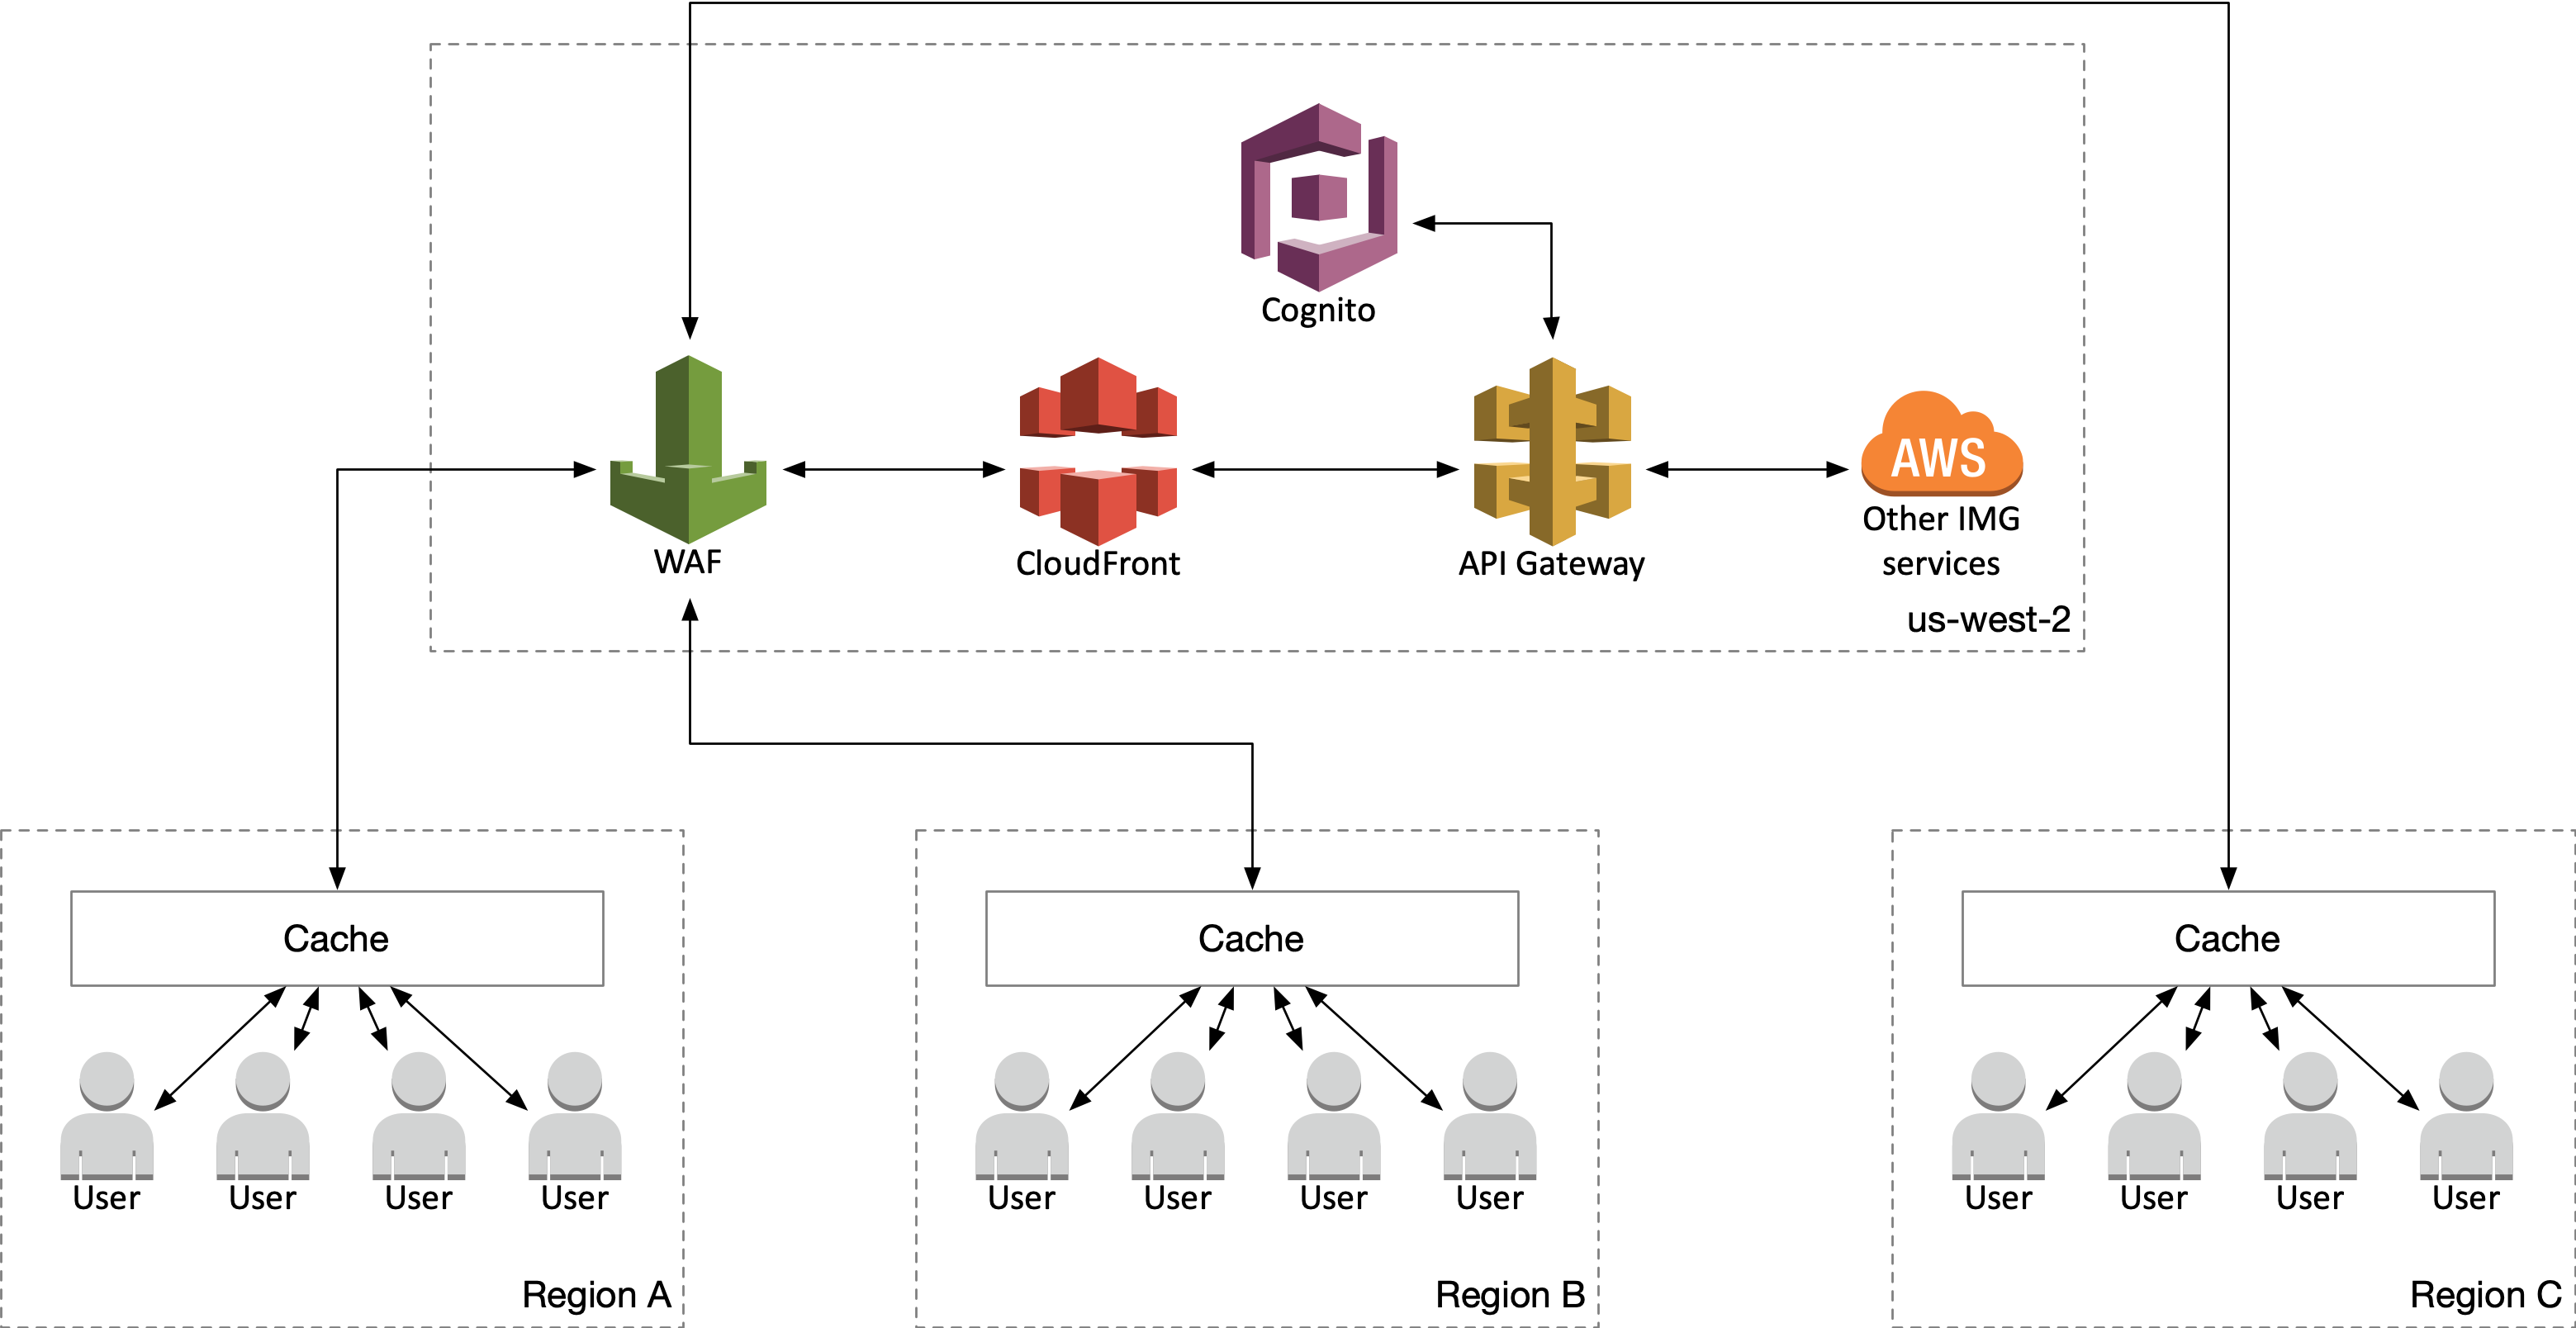 Cognito
WAF
CloudFront
API Gateway
AWS
Other IMG
services
us-west-2
Cache
User
User
User
User
Region A
Cache
User
User
User
User
Region B
Cache
User
User
User
User
Region C